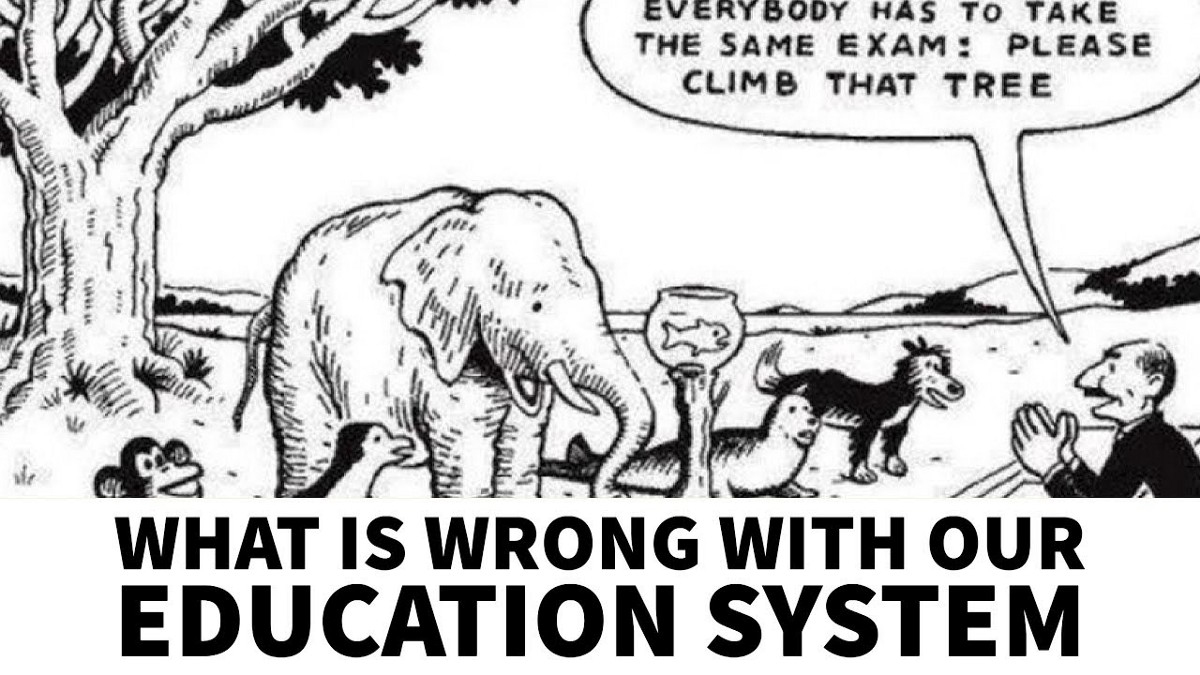 EVERYBODY HAS TO TAKE
THE SAME EXAM: PLEASE
CLIMB THAT TREE
WHAT IS WRONG WITH OUR
EDUCATION SYSTEM